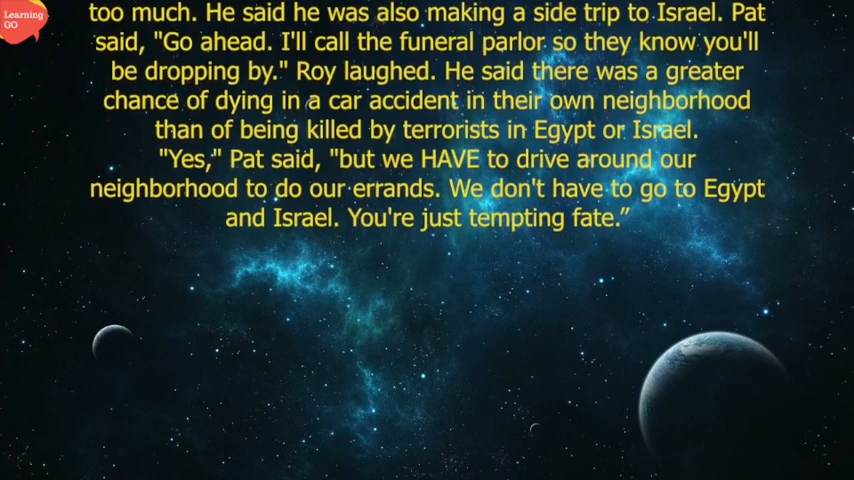 Learning
GO
too much. He said he was also making a side trip to Israel. Pat
said, "Go ahead. I'll call the funeral parlor so they know you'll
be dropping by." Roy laughed. He said there was a greater
chance of dying in a car accident in their own neighborhood
than of being killed by terrorists in Egypt or Israel.
"Yes," Pat said, "but we HAVE to drive around our
neighborhood to do our errands. We don't have to go to Egypt
and Israel. You're just tempting fate.”